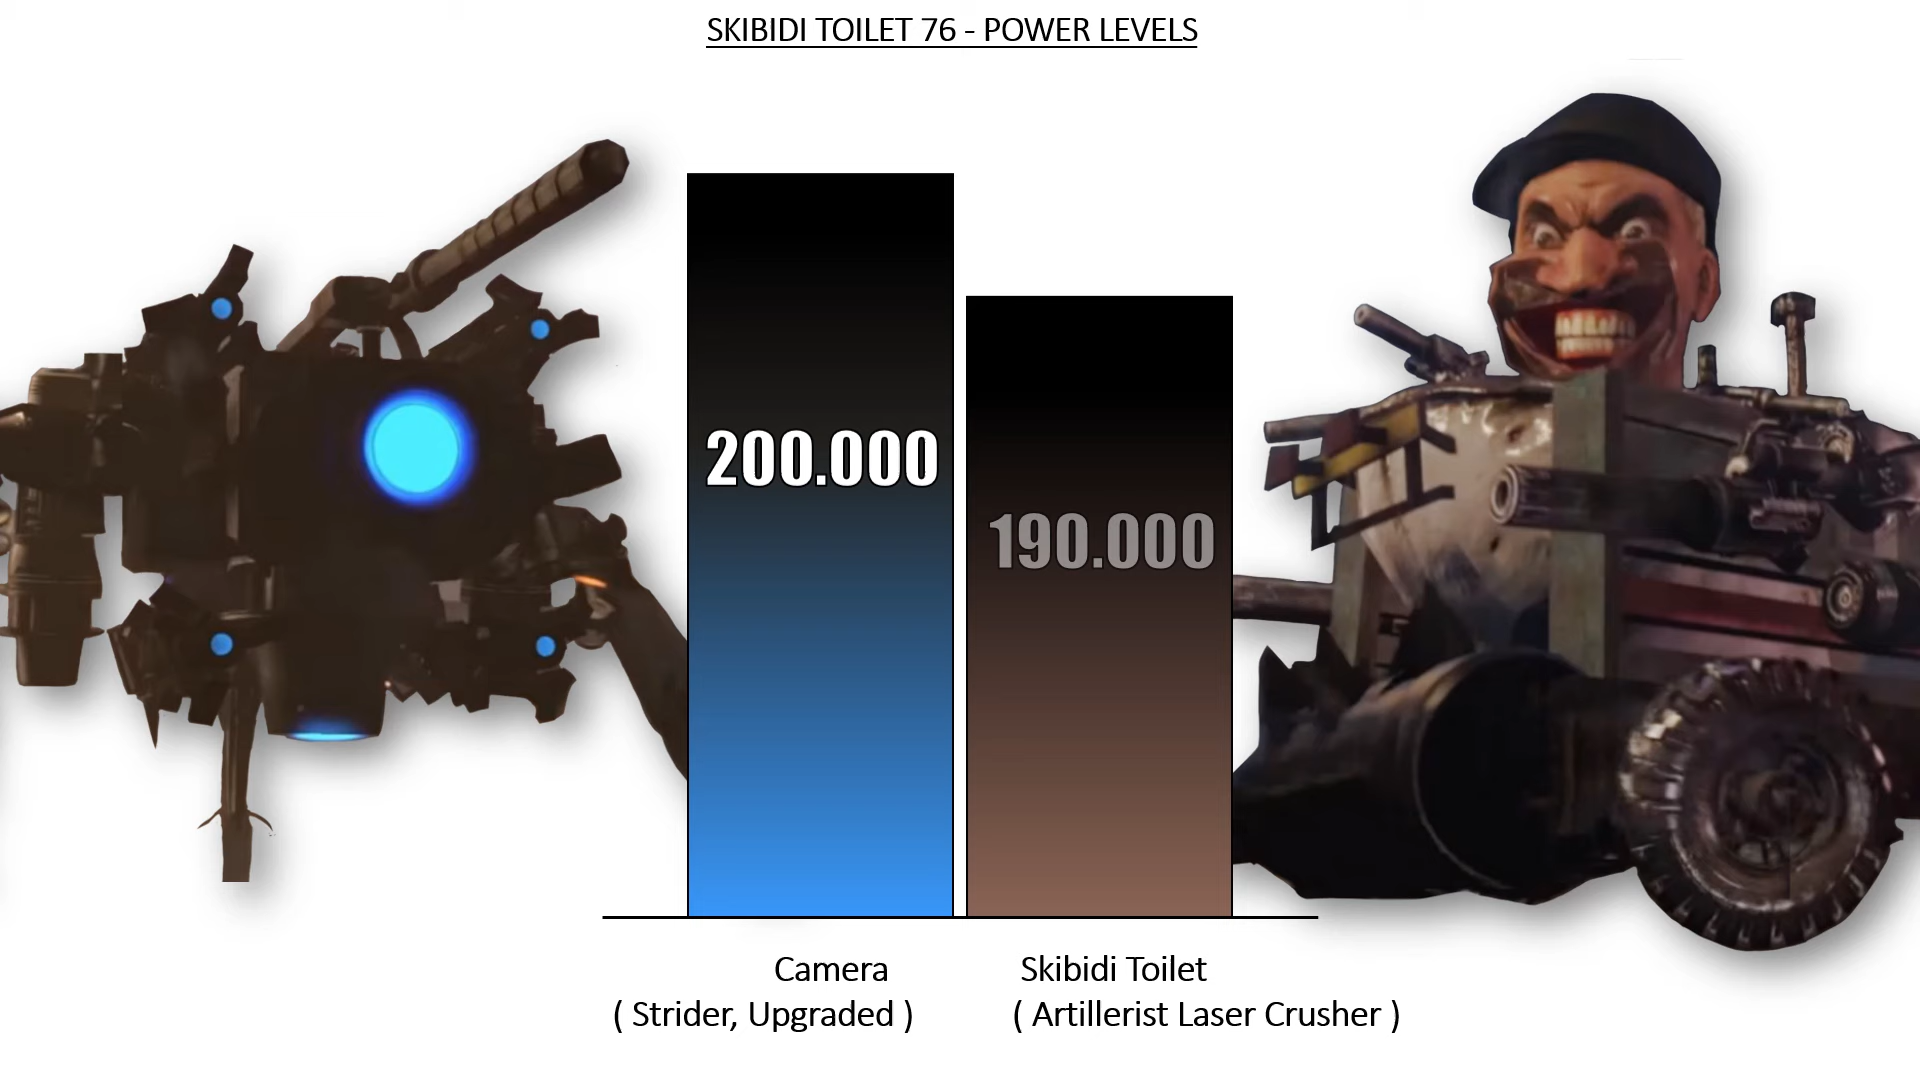 SKIBIDI TOILET 76 - POWER LEVELS
200.000
190.000
Camera
( Strider, Upgraded )
Skibidi Toilet
( Artillerist Laser Crusher )